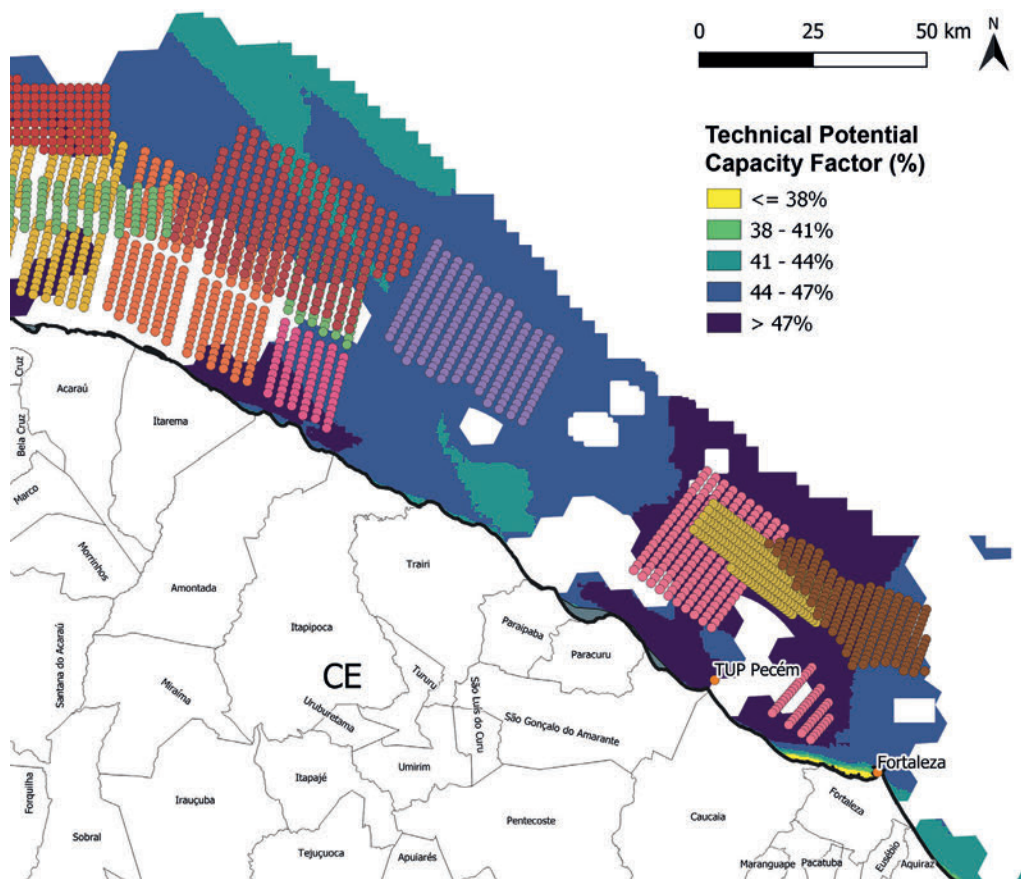 0 25 50 km
N
Technical Potential
Capacity Factor (%)
<= 38%
38 - 41%
41 - 44%
44 - 47%
> 47%
Cruz
Acaraú
Bela Cruz
Itarema
Marco
Morrinhos
Amontada
Trairi
Santana do Acaraú
Itapipoca
Paraipaba
Paracuru
CE
TUP Pecém
Miraíma
Tururu
Uruburetama
São Luís do Curu
São Gonçalo do Amarante
Fortaleza
Forquilha
Itapajé
Umirim
Irauçuba
Fortaleza
Pentecoste
Caucaia
Sobral
Tejuçuoca
Apuiarés
Maranguape
Pacatuba
Eusébio
Aquiraz